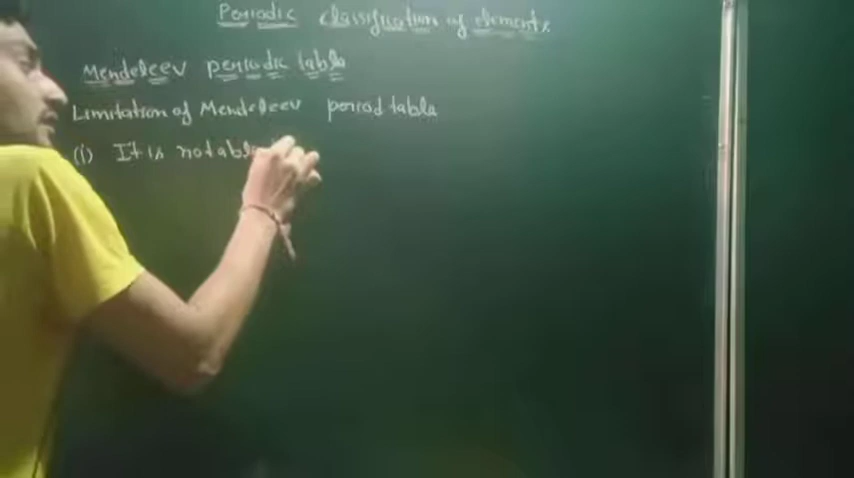 Periodic classification of elements
Mendeleev periodic table
Limitation of Mendeleev period table
(i) It is not able